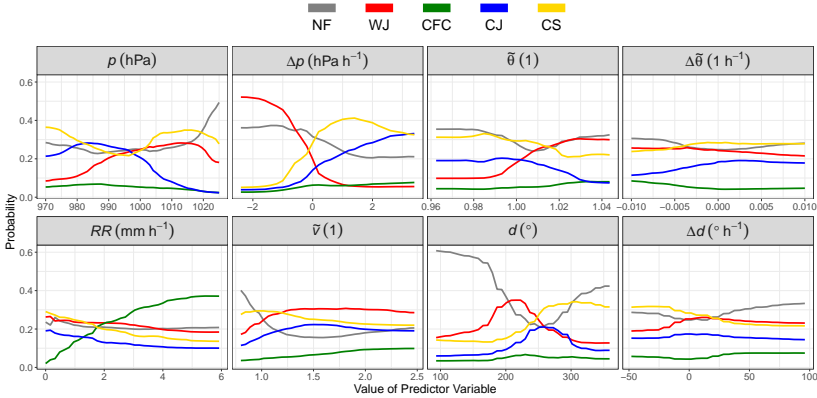 NF WJ CFC CJ CS
p (hPa) Δp (hPa h⁻¹) θ̃ (1) Δθ̃ (1 h⁻¹)
0.6
0.4
0.2
0.0
970 980 990 1000 1010 1020 −2 0 2 0.96 0.98 1.00 1.02 1.04 −0.010 −0.005 0.000 0.005 0.010
Probability
RR (mm h⁻¹) ṽ (1) d (°) Δd (° h⁻¹)
0.6
0.4
0.2
0.0
0 2 4 6 1.0 1.5 2.0 2.5 100 200 300 −50 0 50 100
Value of Predictor Variable